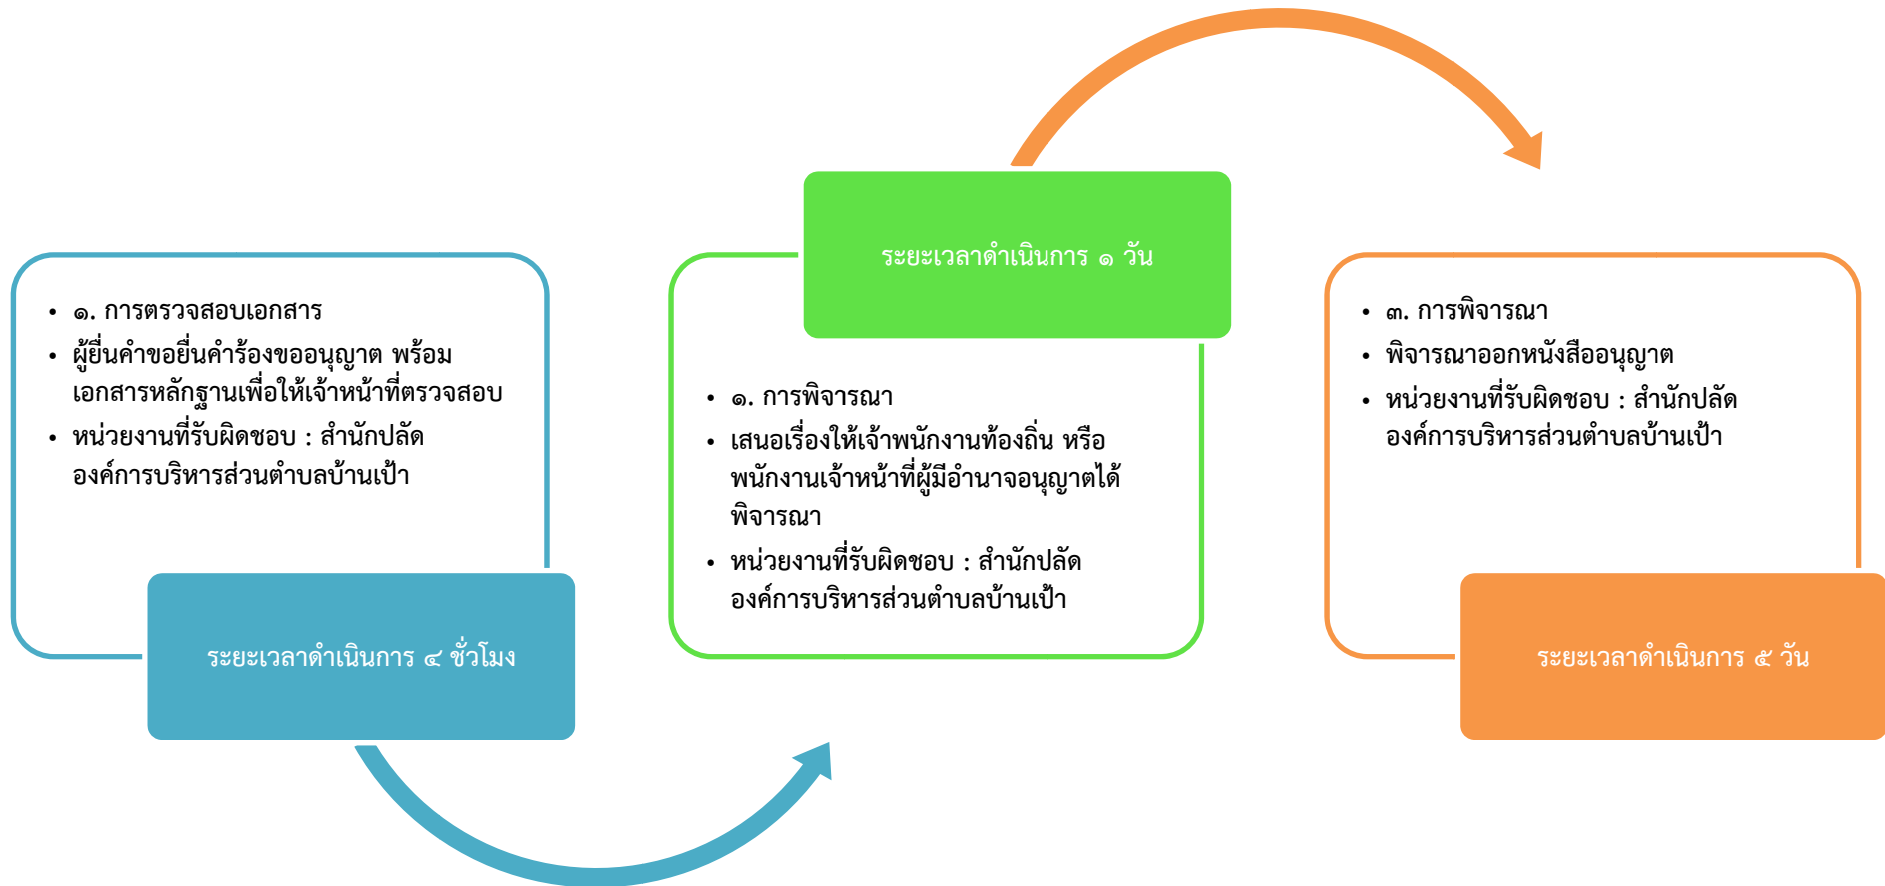 • ๑. การตรวจสอบเอกสาร
• ผู้ยื่นคำขอยื่นคำร้องขออนุญาต พร้อม
เอกสารหลักฐานเพื่อให้เจ้าหน้าที่ตรวจสอบ
• หน่วยงานที่รับผิดชอบ : สำนักปลัด
องค์การบริหารส่วนตำบลบ้านเป้า
ระยะเวลาดำเนินการ ๔ ชั่วโมง
ระยะเวลาดำเนินการ ๑ วัน
• ๑. การพิจารณา
• เสนอเรื่องให้เจ้าพนักงานท้องถิ่น หรือ
พนักงานเจ้าหน้าที่ผู้มีอำนาจอนุญาตได้
พิจารณา
• หน่วยงานที่รับผิดชอบ : สำนักปลัด
องค์การบริหารส่วนตำบลบ้านเป้า
• ๓. การพิจารณา
• พิจารณาออกหนังสืออนุญาต
• หน่วยงานที่รับผิดชอบ : สำนักปลัด
องค์การบริหารส่วนตำบลบ้านเป้า
ระยะเวลาดำเนินการ ๕ วัน